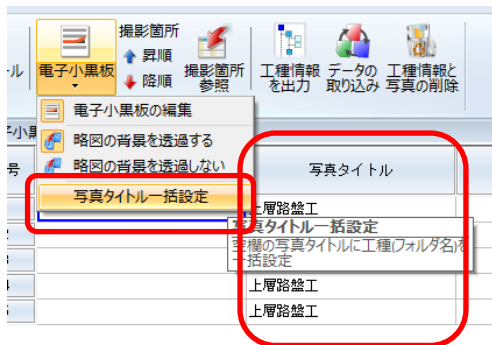 ール
電子小黒板
撮影箇所
昇順
降順
撮影箇所
参照
工種情報
を出力
データの
取り込み
工種情報と
写真の削除
電子小黒板の編集
略図の背景を透過する
略図の背景を透過しない
写真タイトル一括設定
号
写真タイトル
上層路盤工
写真タイトル一括設定
空欄の写真タイトルに工種(フォルダ名)を
一括設定
上層路盤工
上層路盤工